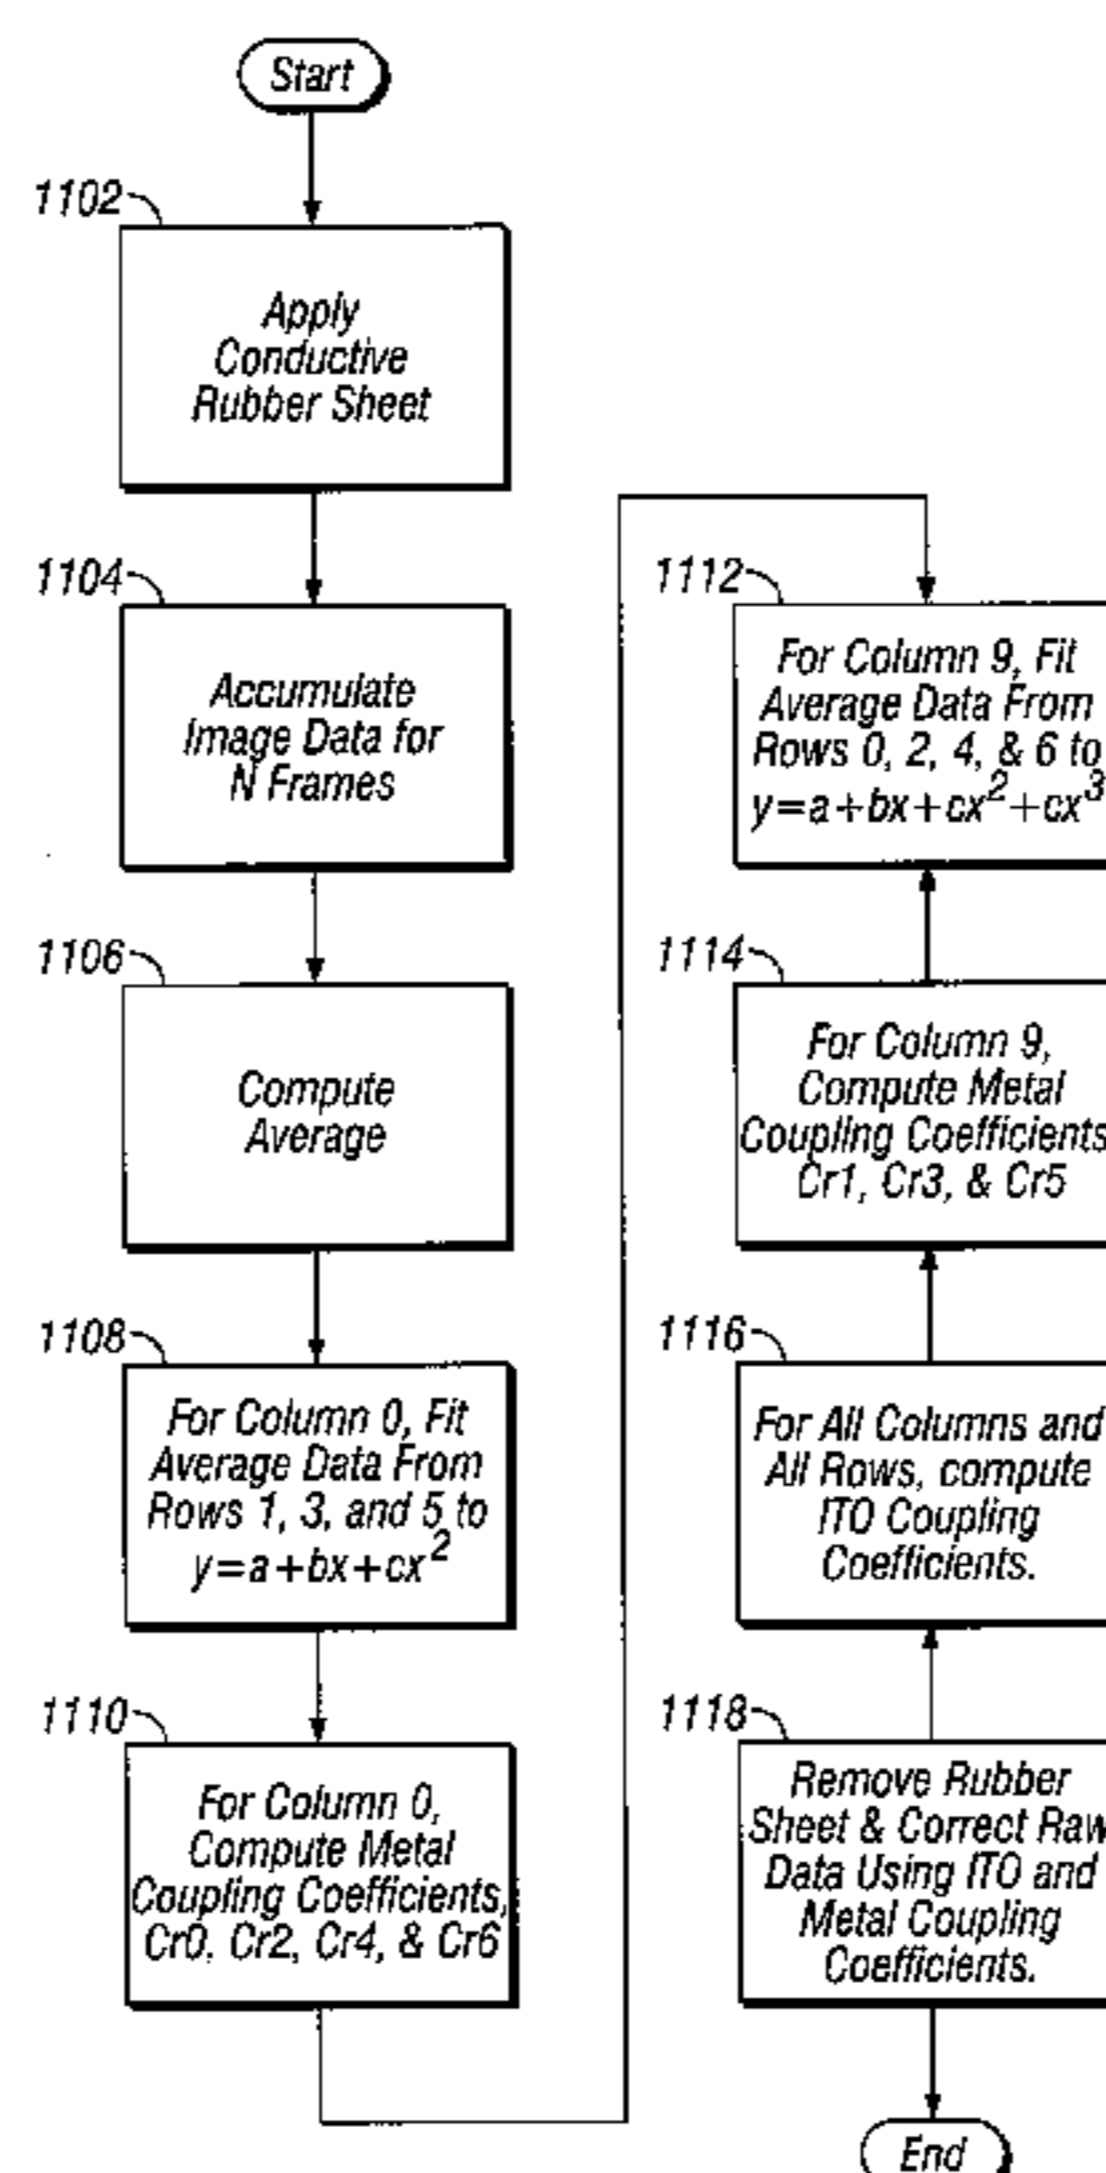 Start
1102
Apply
Conductive
Rubber Sheet
1104
Accumulate
Image Data for
N Frames
1106
Compute
Average
1108
For Column 0, Fit
Average Data From
Rows 1, 3, and 5 to
y=a+bx+cx²
1110
For Column 0,
Compute Metal
Coupling Coefficients,
Cr0. Cr2, Cr4, & Cr6
1112
For Column 9, Fit
Average Data From
Rows 0, 2, 4, & 6 to
y=a+bx+cx²+cx³
1114
For Column 9,
Compute Metal
Coupling Coefficients
Cr1, Cr3, & Cr5
1116
For All Columns and
All Rows, compute
ITO Coupling
Coefficients.
1118
Remove Rubber
Sheet & Correct Raw
Data Using ITO and
Metal Coupling
Coefficients.
End